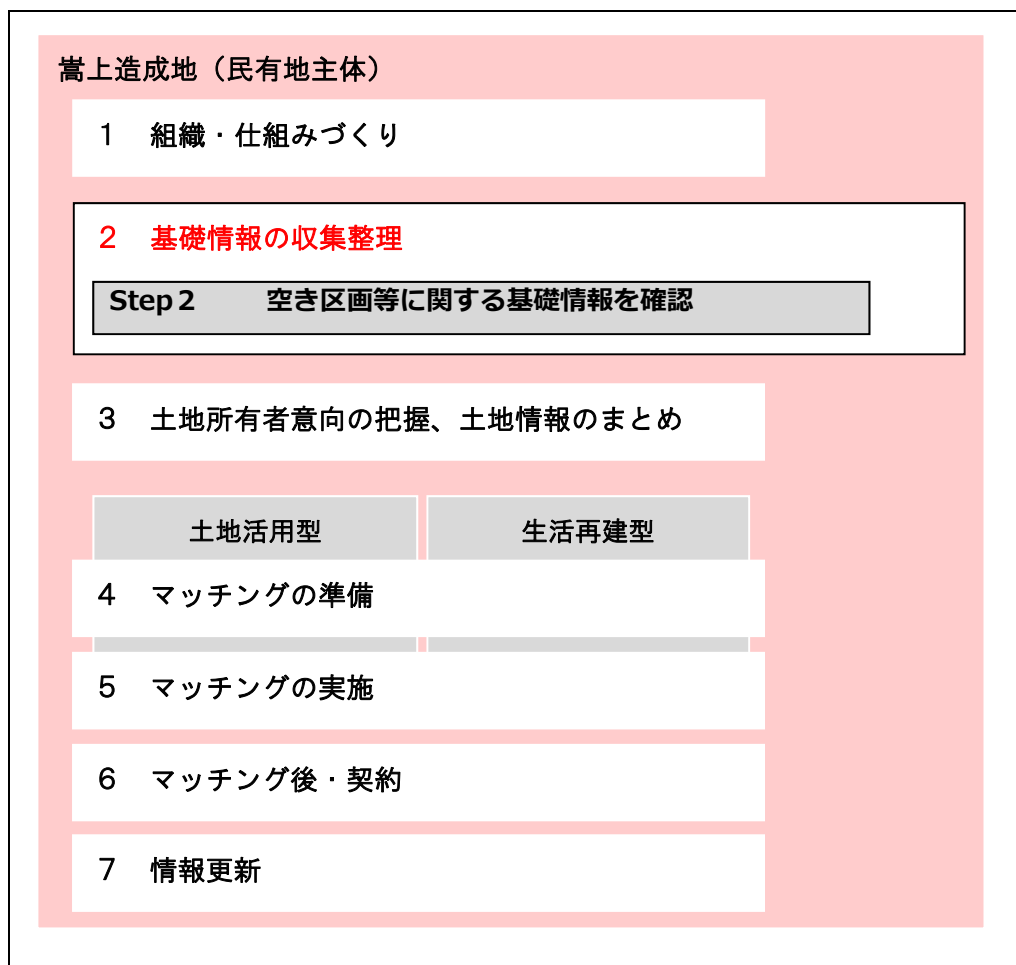 嵩上造成地（民有地主体）
１　組織・仕組みづくり
２　基礎情報の収集整理
Step２　空き区画等に関する基礎情報を確認
３　土地所有者意向の把握、土地情報のまとめ
土地活用型　生活再建型
４　マッチングの準備
５　マッチングの実施
６　マッチング後・契約
７　情報更新